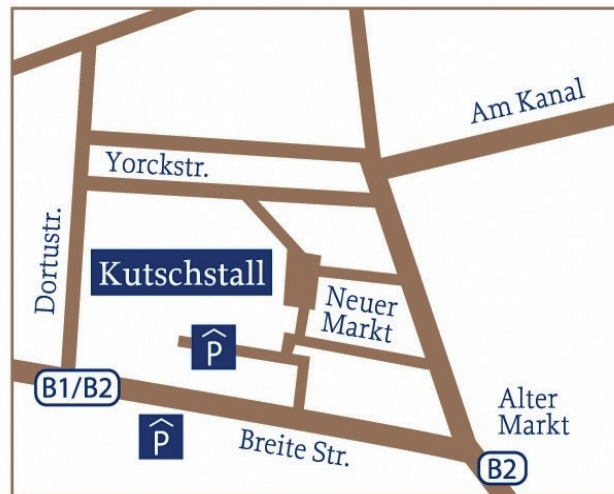 Am Kanal
Yorckstr.
Dortustr.
Kutschstall
Neuer
Markt
P
B1/B2
P
Breite Str.
Alter
Markt
B2